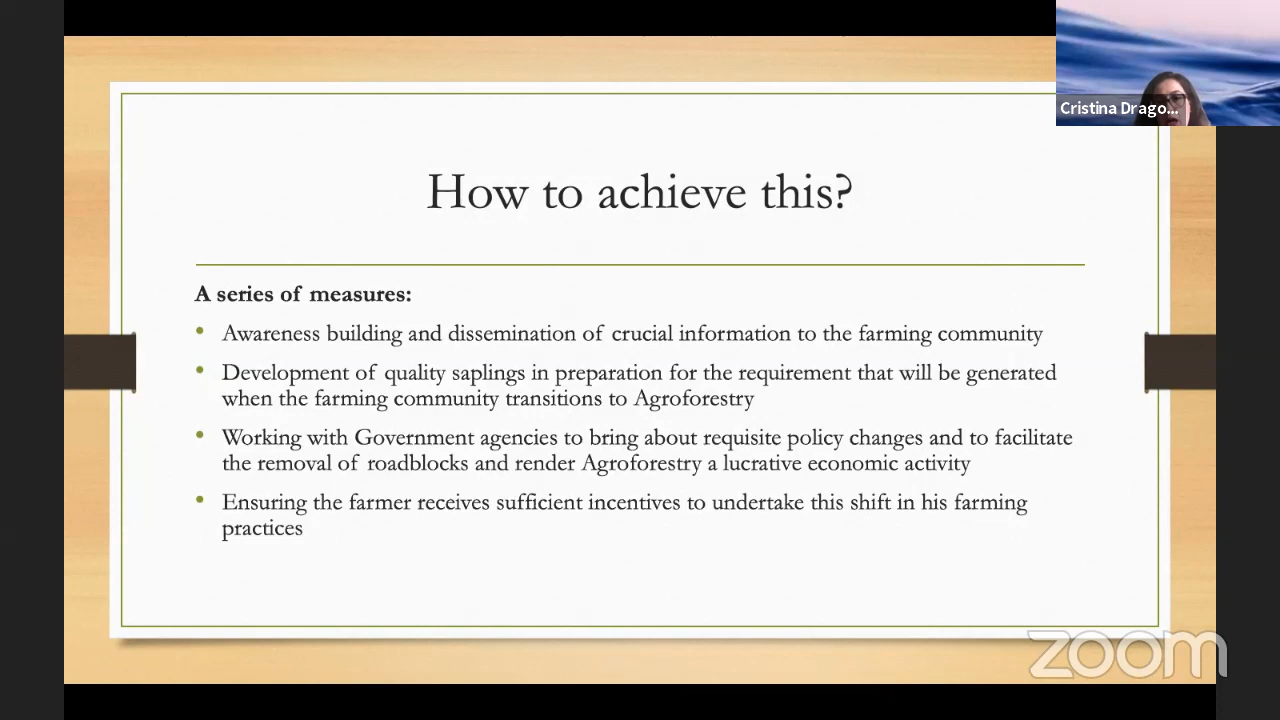 Cristina Drago...
How to achieve this?
A series of measures:
• Awareness building and dissemination of crucial information to the farming community
• Development of quality saplings in preparation for the requirement that will be generated
when the farming community transitions to Agroforestry
• Working with Government agencies to bring about requisite policy changes and to facilitate
the removal of roadblocks and render Agroforestry a lucrative economic activity
• Ensuring the farmer receives sufficient incentives to undertake this shift in his farming
practices
zoom